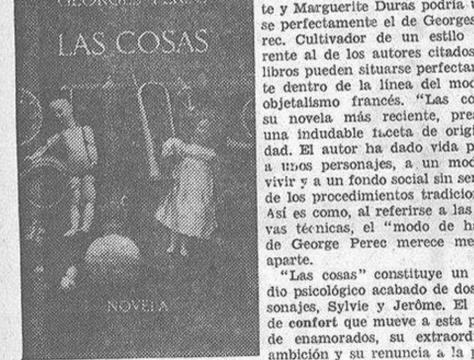 GEORGES PEREC
LAS COSAS
NOVELA
te y Marguerite Duras podría
se perfectamente el de Georges
rec. Cultivador de un estilo
rente al de los autores citados
libros pueden situarse perfectam
te dentro de la línea del mod
objetalismo francés. "Las co
su novela más reciente, pres
una indudable faceta de origi
dad. El autor ha dado vida p
a unos personajes, a un mod
vivir y a un fondo social sin ser
de los procedimientos tradicion
Así es como, al referirse a las
vas técnicas, el "modo de h
de George Perec merece me
aparte.
"Las cosas" constituye un
dio psicológico acabado de dos
sonajes, Sylvie y Jerôme. El
de confort que mueve a esta p
de enamorados, su extraord
ambición y su renuncia a la